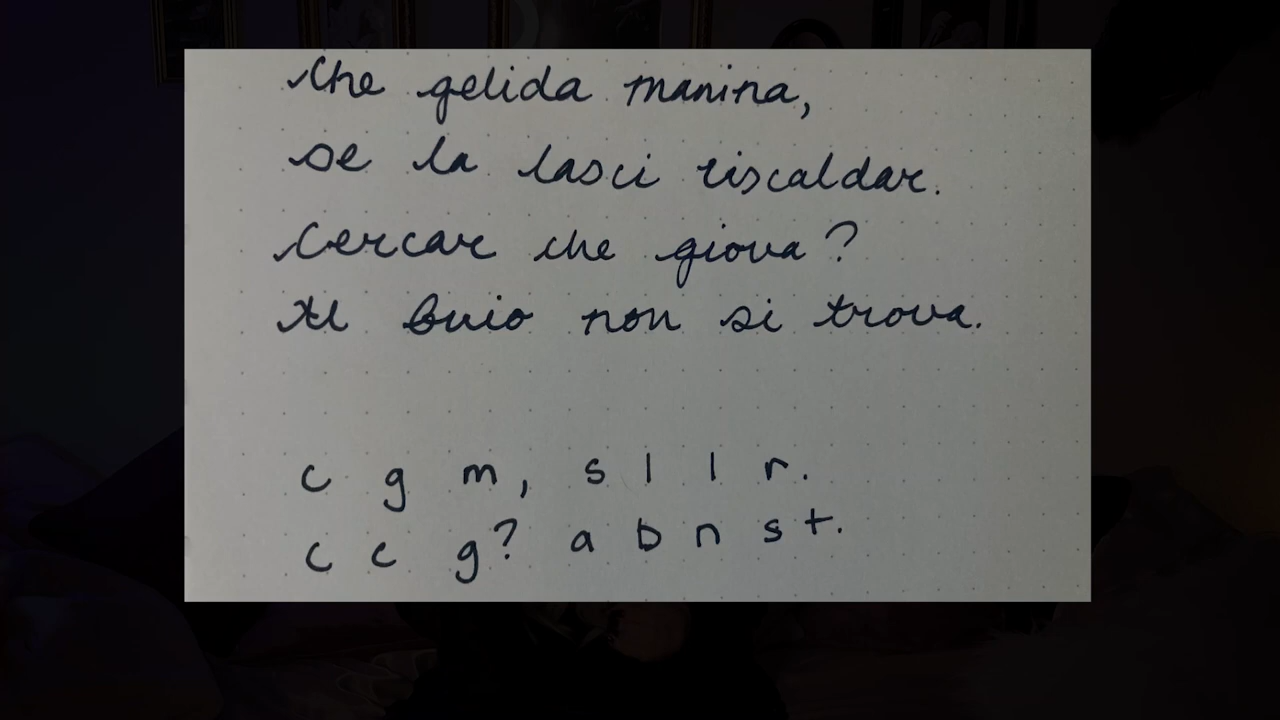 Che gelida manina,
se la lasci riscaldar.
Cercar che giova?
Al buio non si trova.
c g m, s l l r.
c c g? a b n s t.